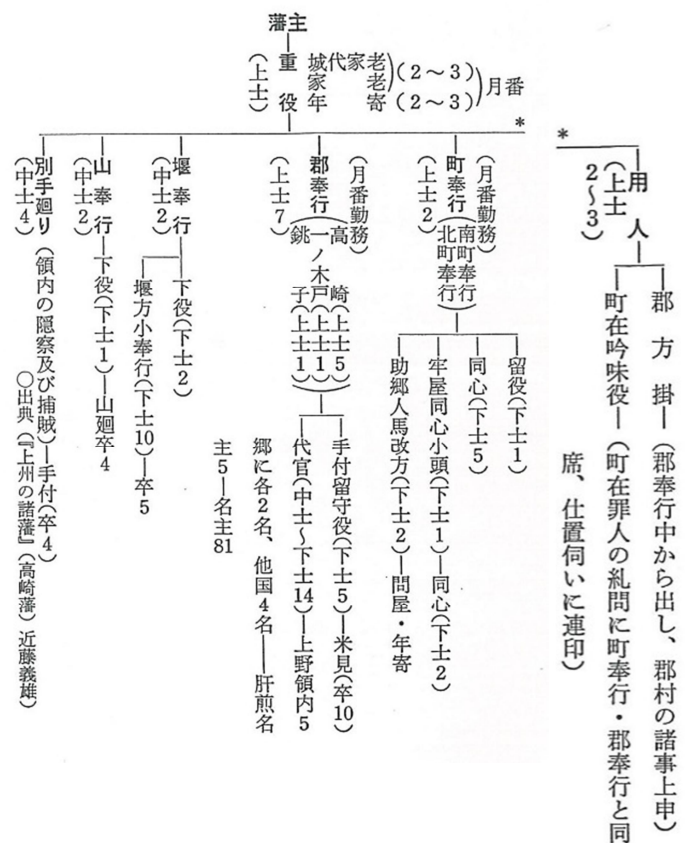 藩主
重役(上士)
城代
家老(2〜3)
年寄(2〜3)
月番
*
*
用人(上士2〜3)
郡方掛―(郡奉行中から出し、郡村の諸事上申)
町在吟味役―(町在罪人の糺問に町奉行・郡奉行と同
席、仕置伺いに連印)
(月番勤務)
町奉行(上士2)
南町奉行
北町奉行
留役(下士1)
同心(下士5)
牢屋同心小頭(下士1)―同心(下士2)
助郷人馬改方(下士2)―問屋・年寄
(月番勤務)
郡奉行(上士7)
高崎(上士5)
一ノ木戸(上士1)
銚子(上士1)
手付留守役(下士5)―米見(卒10)
代官(中士〜下士14)―上野領内5
郷に各2名、他国4名―肝煎名
主5―名主81
堰奉行(中士2)
下役(下士2)
堰方小奉行(下士10)―卒5
山奉行(中士2)―下役(下士1)―山廻卒4
別手廻り(中士4)(領内の隠察及び捕賊)―手付(卒4)
○出典(『上州の諸藩』(高崎藩)近藤義雄)